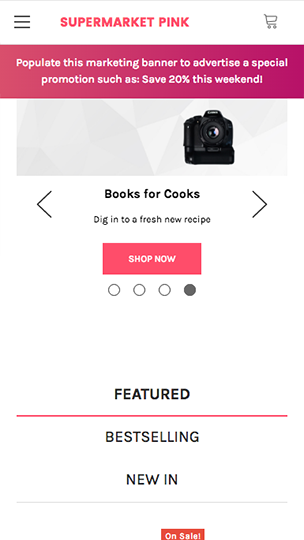 SUPERMARKET PINK
Populate this marketing banner to advertise a special
promotion such as: Save 20% this weekend!
Books for Cooks
Dig in to a fresh new recipe
SHOP NOW
FEATURED
BESTSELLING
NEW IN
On Sale!